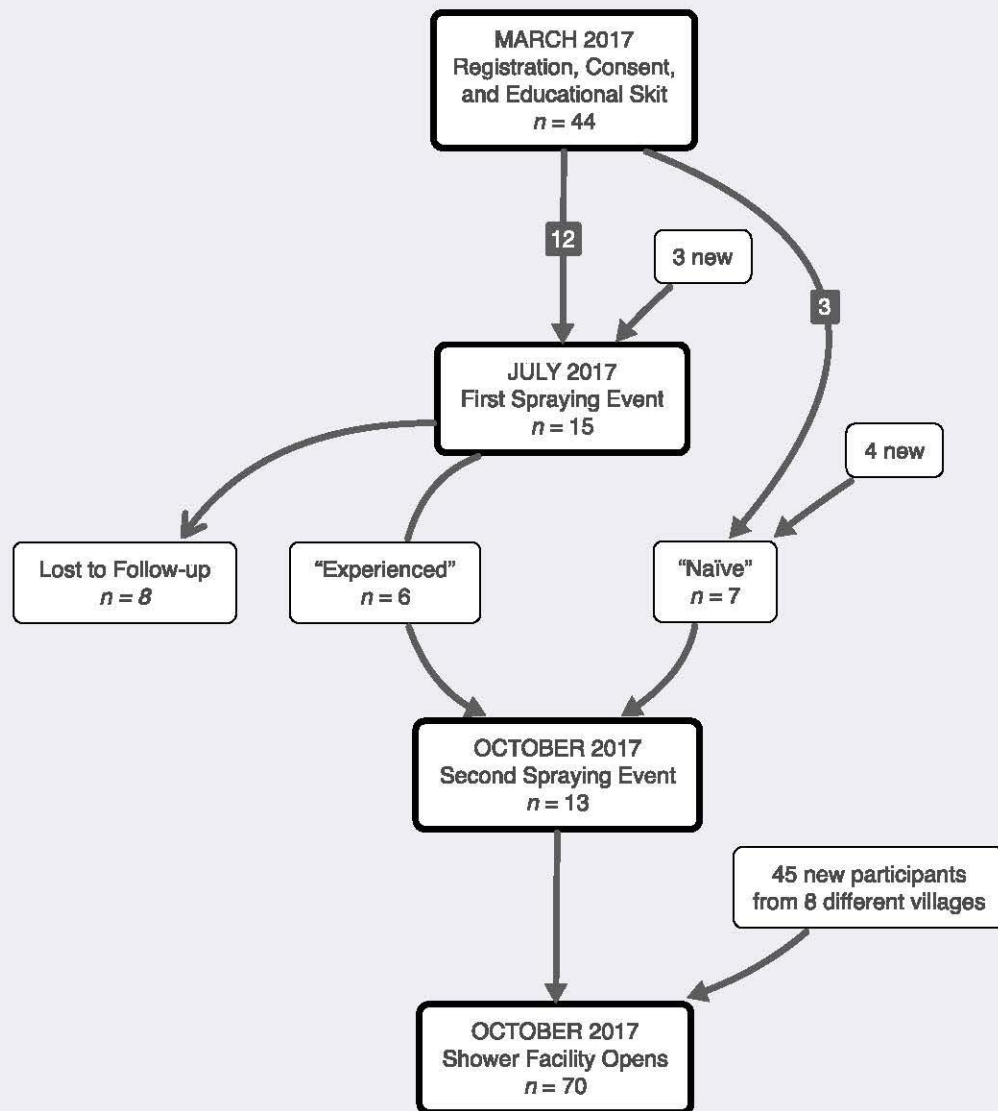 MARCH 2017
Registration, Consent,
and Educational Skit
n = 44
12
3 new
3
JULY 2017
First Spraying Event
n = 15
4 new
Lost to Follow-up
n = 8
“Experienced”
n = 6
“Naïve”
n = 7
OCTOBER 2017
Second Spraying Event
n = 13
45 new participants
from 8 different villages
OCTOBER 2017
Shower Facility Opens
n = 70